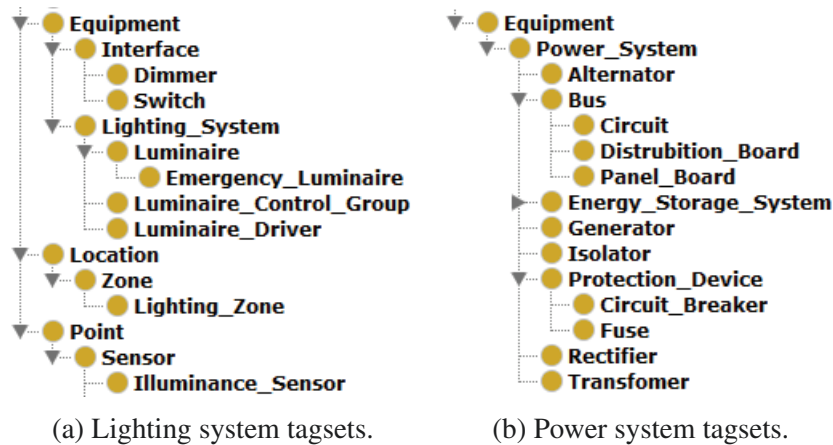 Equipment
Interface
Dimmer
Switch
Lighting_System
Luminaire
Emergency_Luminaire
Luminaire_Control_Group
Luminaire_Driver
Location
Zone
Lighting_Zone
Point
Sensor
Illuminance_Sensor
(a) Lighting system tagsets.
Equipment
Power_System
Alternator
Bus
Circuit
Distrubition_Board
Panel_Board
Energy_Storage_System
Generator
Isolator
Protection_Device
Circuit_Breaker
Fuse
Rectifier
Transfomer
(b) Power system tagsets.